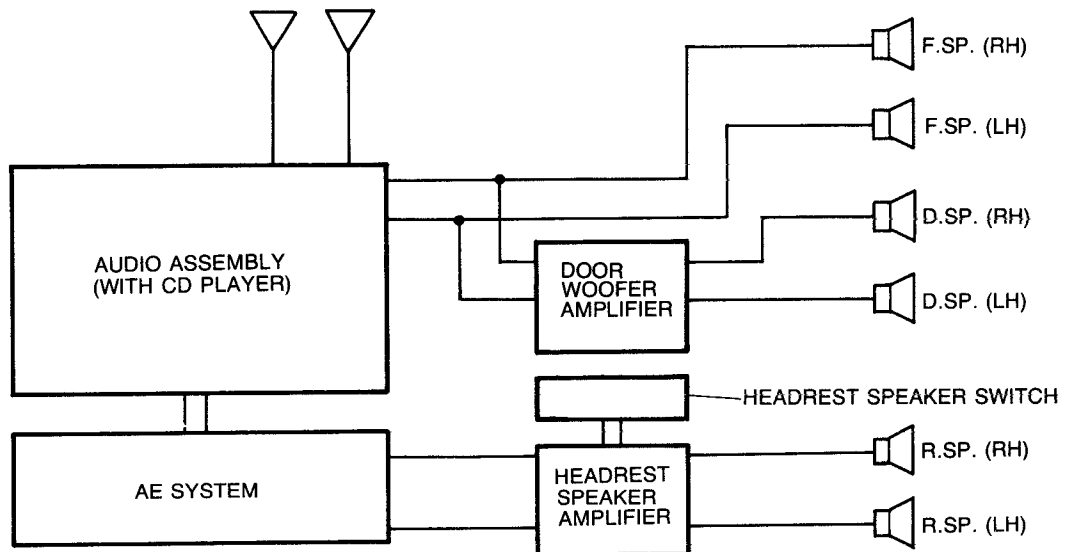 F.SP. (RH)
F.SP. (LH)
AUDIO ASSEMBLY
(WITH CD PLAYER)
D.SP. (RH)
DOOR
WOOFER
AMPLIFIER
D.SP. (LH)
HEADREST SPEAKER SWITCH
AE SYSTEM
HEADREST
SPEAKER
AMPLIFIER
R.SP. (RH)
R.SP. (LH)